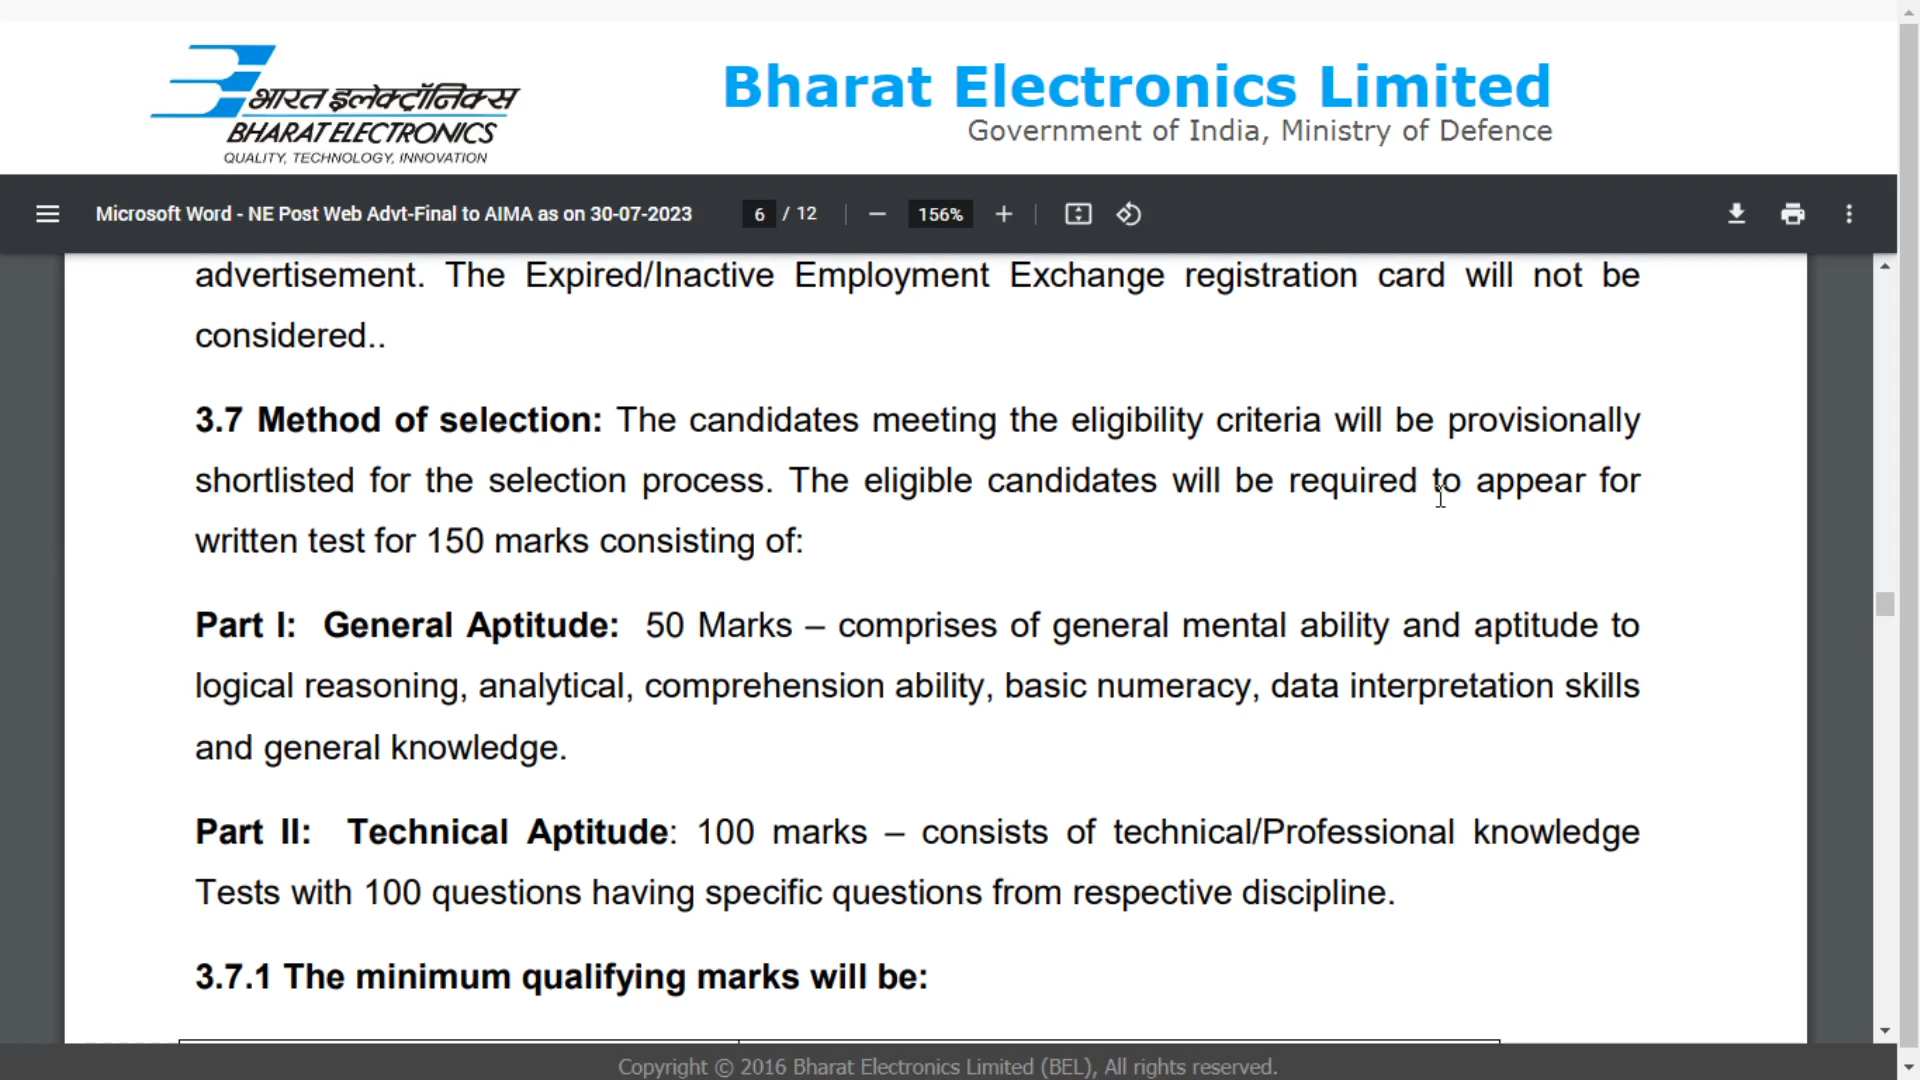 भारत इलेक्ट्रॉनिक्स
BHARAT ELECTRONICS
QUALITY, TECHNOLOGY, INNOVATION
Bharat Electronics Limited
Government of India, Ministry of Defence
Microsoft Word - NE Post Web Advt-Final to AIMA as on 30-07-2023 6 / 12 156%
advertisement. The Expired/Inactive Employment Exchange registration card will not be
considered..
3.7 Method of selection: The candidates meeting the eligibility criteria will be provisionally
shortlisted for the selection process. The eligible candidates will be required to appear for
written test for 150 marks consisting of:
Part I: General Aptitude: 50 Marks – comprises of general mental ability and aptitude to
logical reasoning, analytical, comprehension ability, basic numeracy, data interpretation skills
and general knowledge.
Part II: Technical Aptitude: 100 marks – consists of technical/Professional knowledge
Tests with 100 questions having specific questions from respective discipline.
3.7.1 The minimum qualifying marks will be:
Copyright © 2016 Bharat Electronics Limited (BEL), All rights reserved.